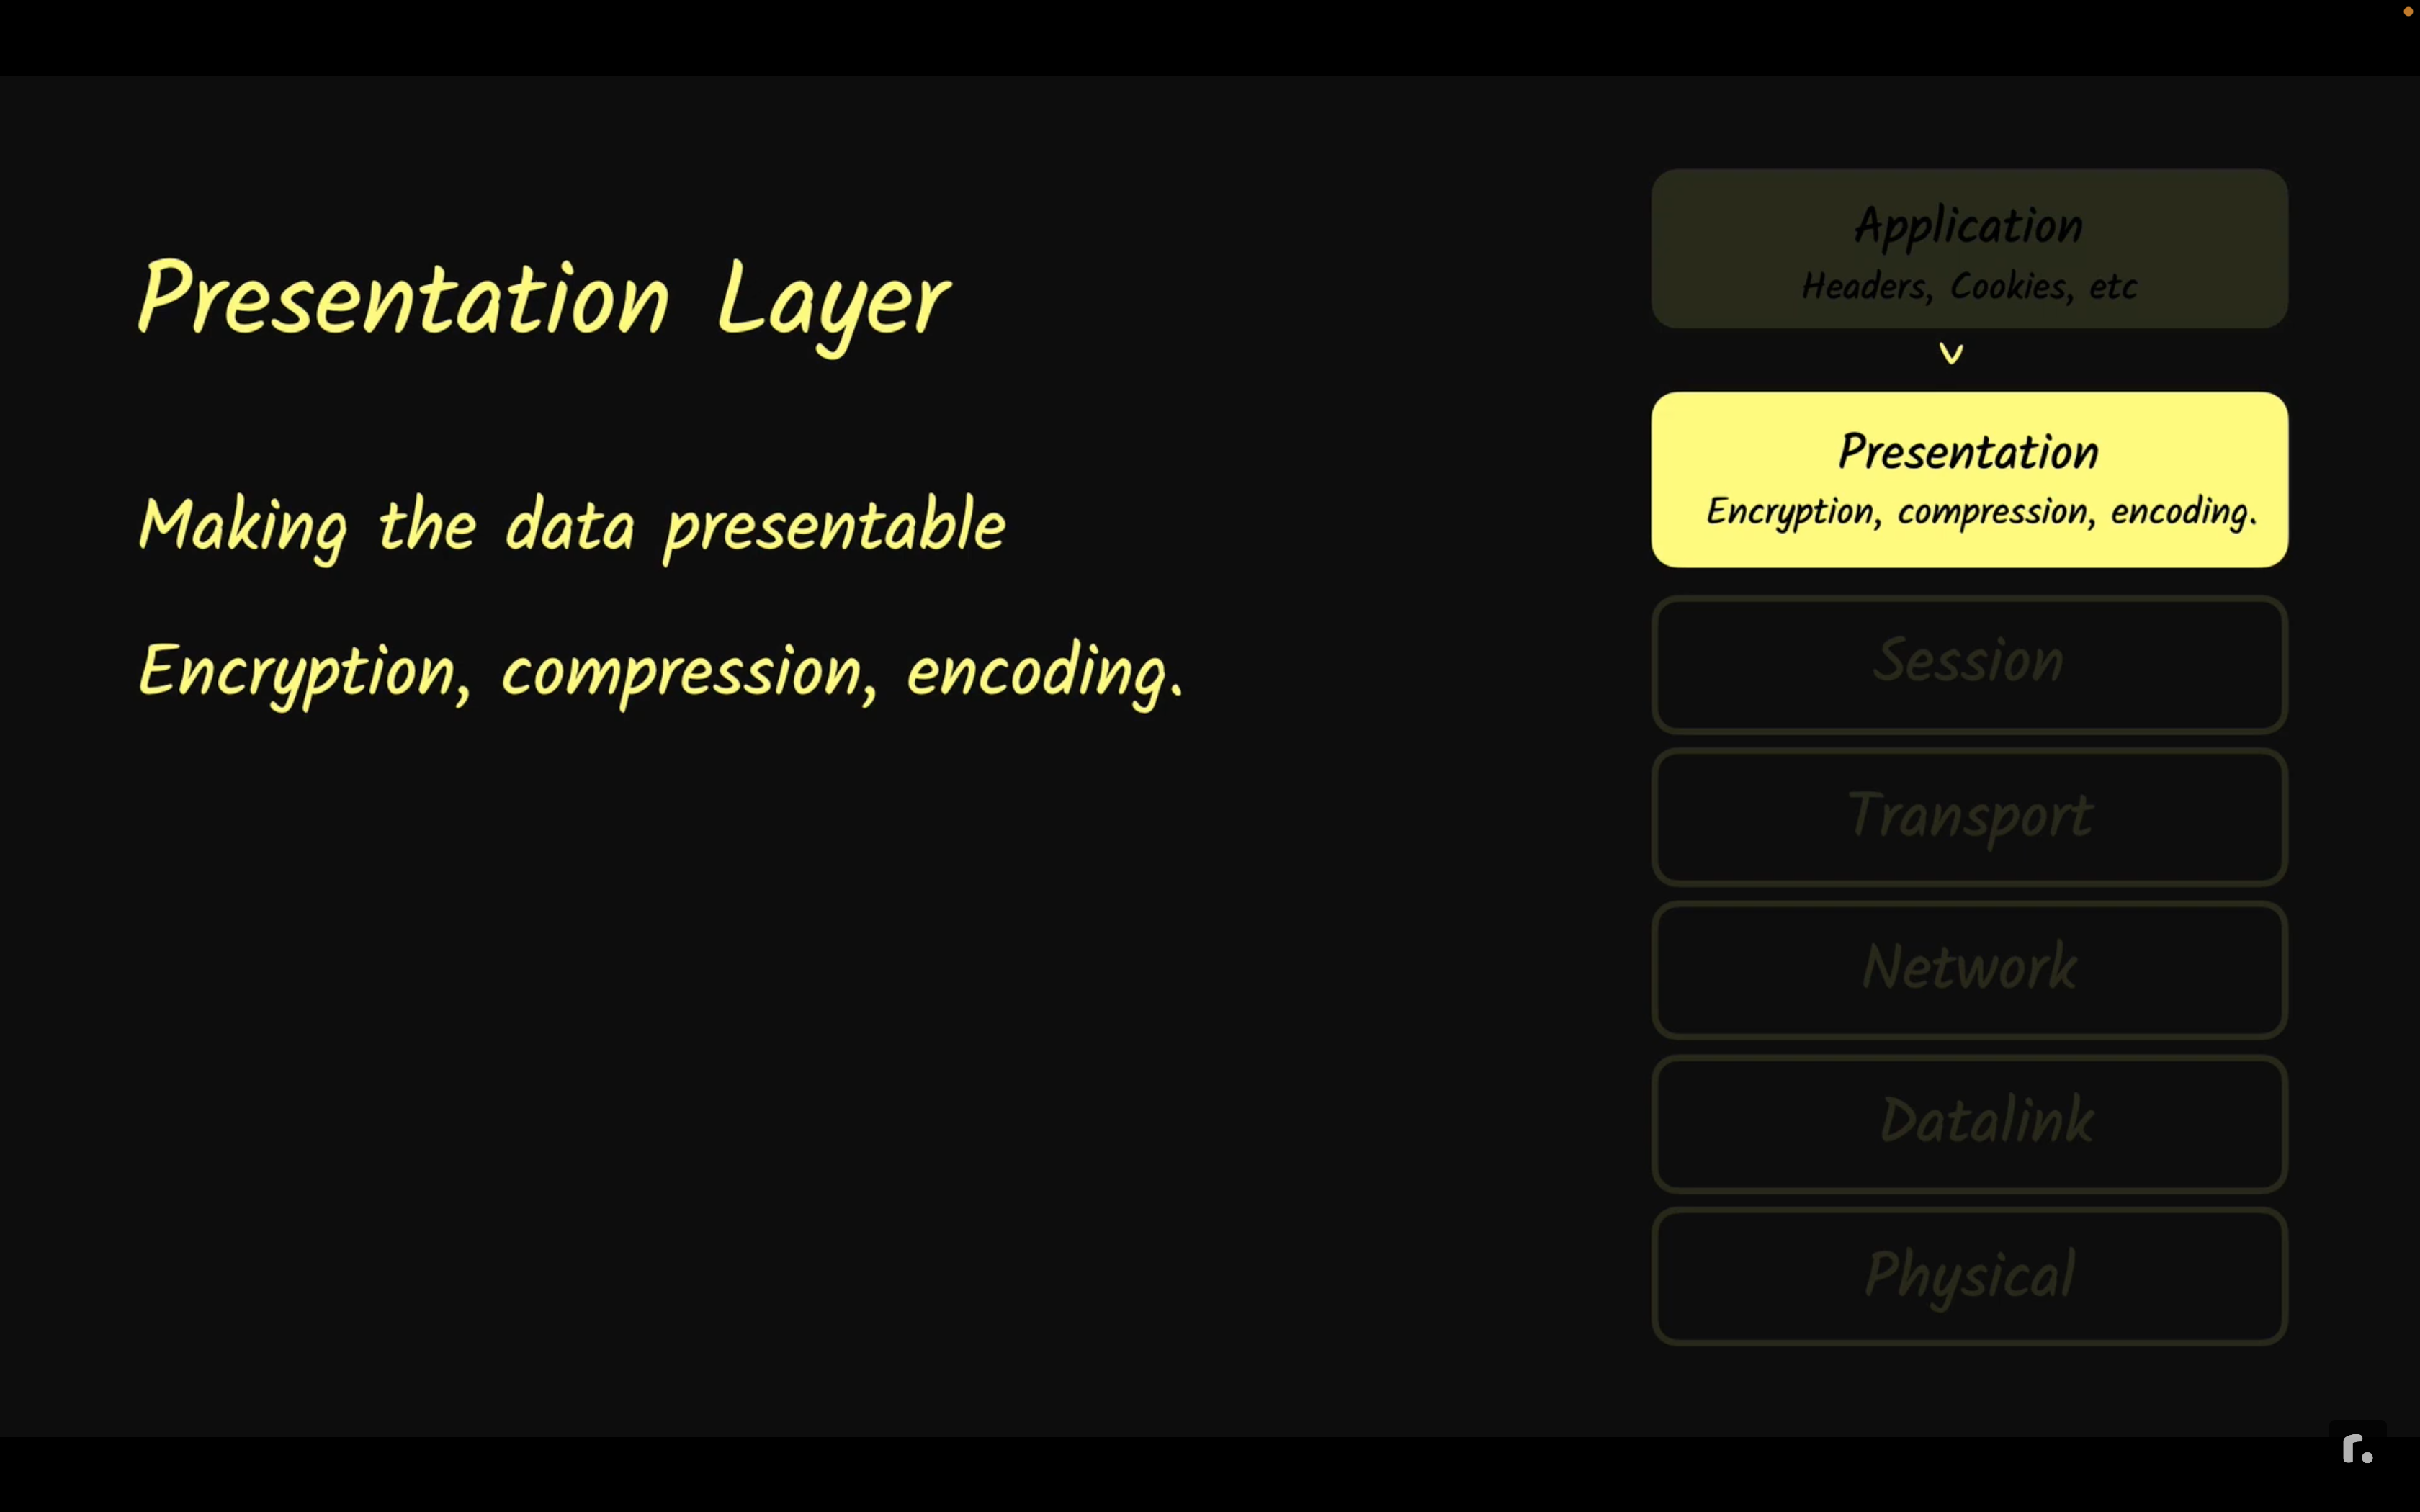 Presentation Layer
Making the data presentable
Encryption, compression, encoding.
Application
Headers, Cookies, etc
v
Presentation
Encryption, compression, encoding.
Session
Transport
Network
Datalink
Physical
r.